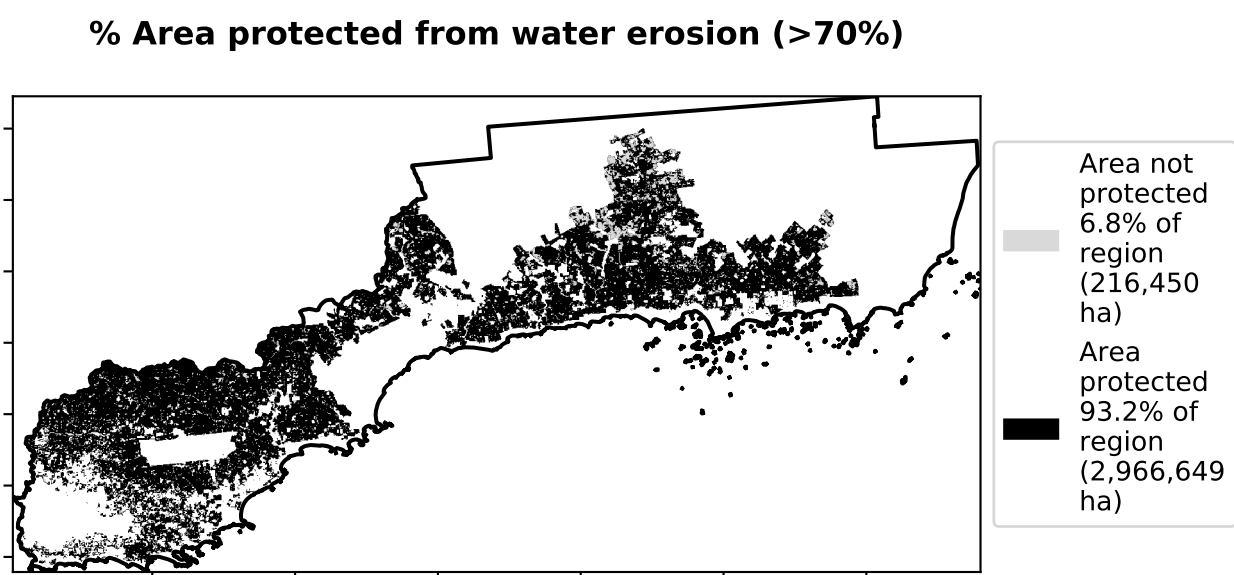 % Area protected from water erosion (>70%)
Area not
protected
6.8% of
region
(216,450
ha)
Area
protected
93.2% of
region
(2,966,649
ha)